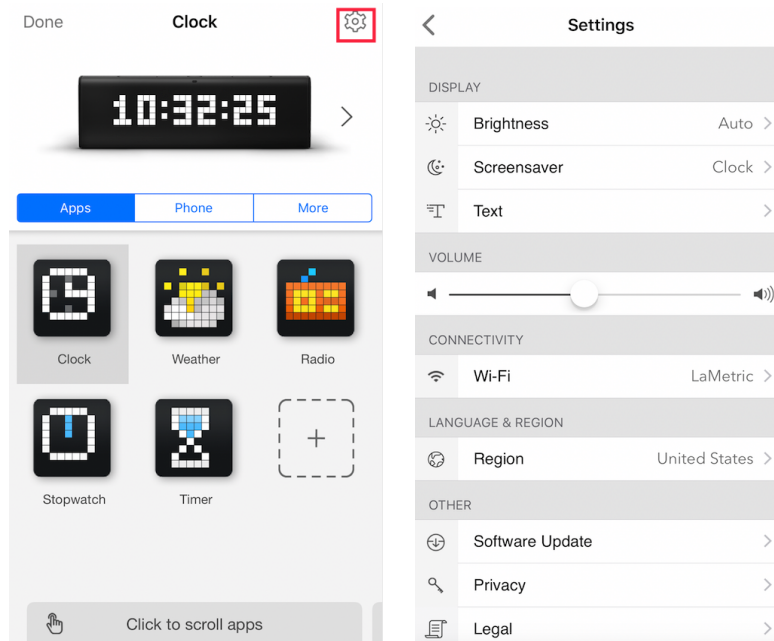 Done Clock
10:32:25
Apps Phone More
Clock Weather Radio
Stopwatch Timer
Click to scroll apps
Settings
DISPLAY
Brightness Auto
Screensaver Clock
Text
VOLUME
CONNECTIVITY
Wi-Fi LaMetric
LANGUAGE & REGION
Region United States
OTHER
Software Update
Privacy
Legal